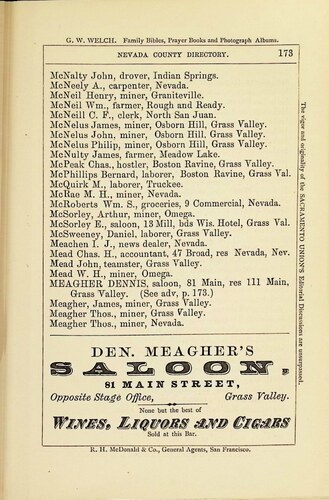 G. W. WELCH. Family Bibles, Prayer Books and Photograph Albums.
NEVADA COUNTY DIRECTORY. 173
McNalty John, drover, Indian Springs.
McNeely A., carpenter, Nevada.
McNeil Henry, miner, Graniteville.
McNeil Wm., farmer, Rough and Ready.
McNeill C. F., clerk, North San Juan.
McNelus James, miner, Osborn Hill, Grass Valley.
McNelus John, miner, Osborn Hill, Grass Valley.
McNelus Philip, miner, Osborn Hill, Grass Valley.
McNulty James, farmer, Meadow Lake.
McPeak Chas., hostler, Boston Ravine, Grass Valley.
McPhillips Bernard, laborer, Boston Ravine, Grass Val.
McQuirk M., laborer, Truckee.
McRae M. H., miner, Nevada.
McRoberts Wm. S., groceries, 9 Commercial, Nevada.
McSorley, Arthur, miner, Omega.
McSorley E., saloon, 13 Mill, bds Wis. Hotel, Grass Val.
McSweeney, Daniel, laborer, Grass Valley.
Meachen I. J., news dealer, Nevada.
Mead Chas. H., accountant, 47 Broad, res Nevada, Nev.
Mead John, teamster, Grass Valley.
Mead W. H., miner, Omega.
MEAGHER DENNIS, saloon, 81 Main, res 111 Main,
Grass Valley. (See adv, p. 173.)
Meagher, James, miner, Grass Valley.
Meagher Thos., miner, Grass Valley.
Meagher Thos., miner, Nevada.
DEN. MEAGHER'S
SALOON,
81 MAIN STREET,
Opposite Stage Office, Grass Valley.
None but the best of
WINES, LIQUORS AND CIGARS
Sold at this Bar.
R. H. McDonald & Co., General Agents, San Francisco.
The vigor and originality of the SACRAMENTO UNION'S Editorial Discussions are unsurpassed.